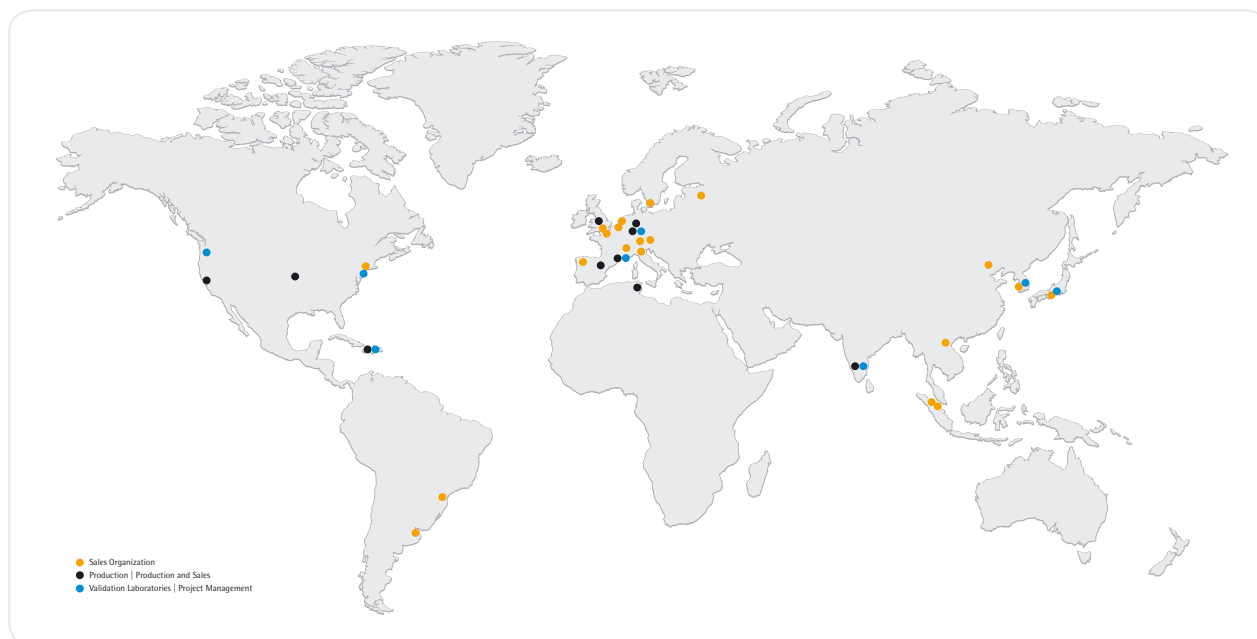 Sales Organization
Production | Production and Sales
Validation Laboratories | Project Management